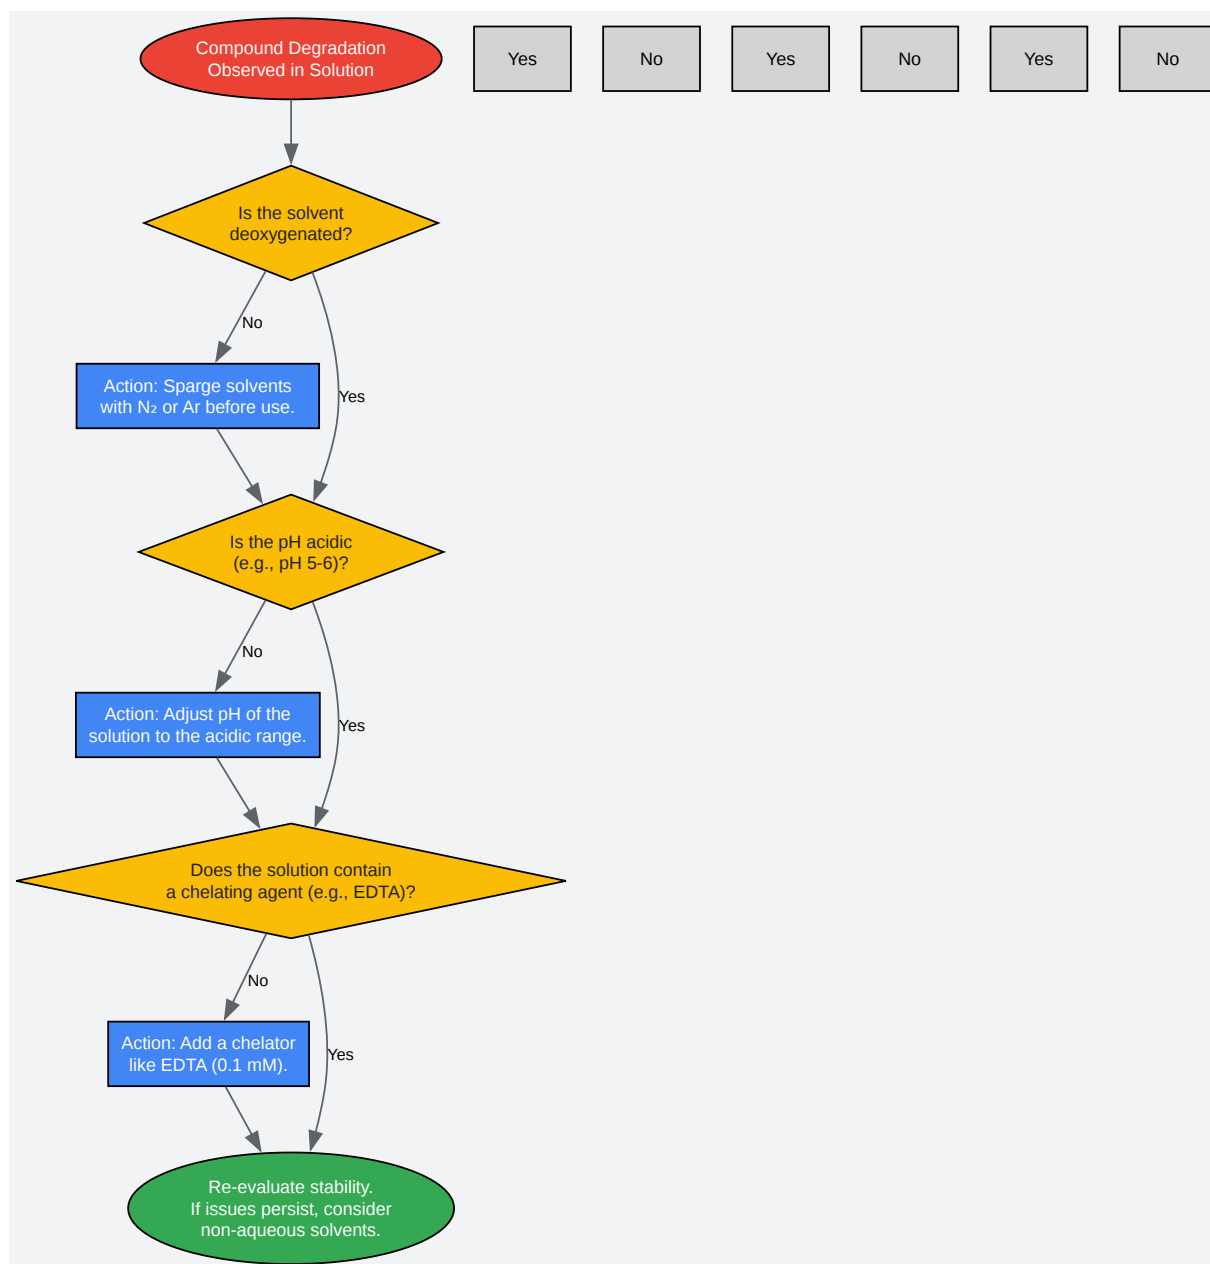 Compound Degradation
Observed in Solution
Yes
No
Yes
No
Yes
No
Is the solvent
deoxygenated?
No
Yes
Action: Sparge solvents
with N₂ or Ar before use.
Is the pH acidic
(e.g., pH 5-6)?
No
Yes
Action: Adjust pH of the
solution to the acidic range.
Does the solution contain
a chelating agent (e.g., EDTA)?
No
Yes
Action: Add a chelator
like EDTA (0.1 mM).
Re-evaluate stability.
If issues persist, consider
non-aqueous solvents.